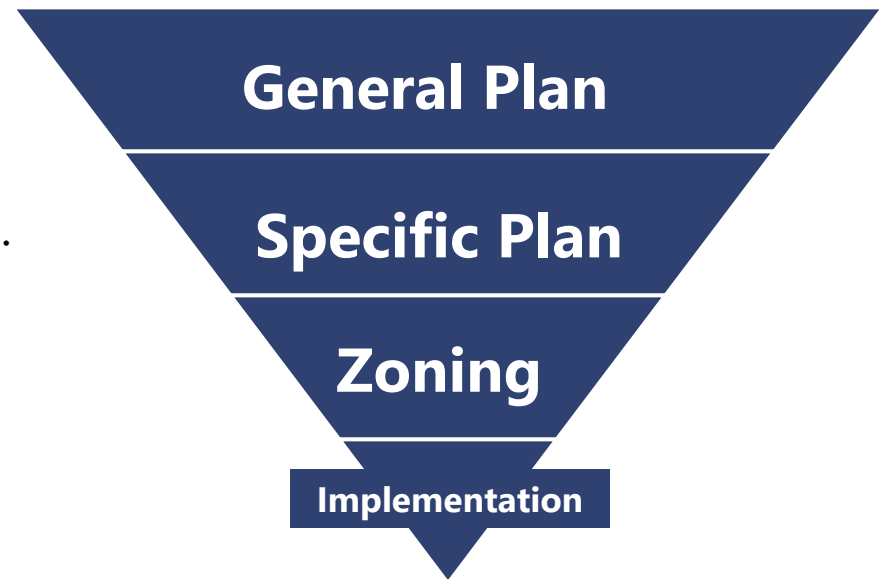 General Plan
Specific Plan
Zoning
Implementation